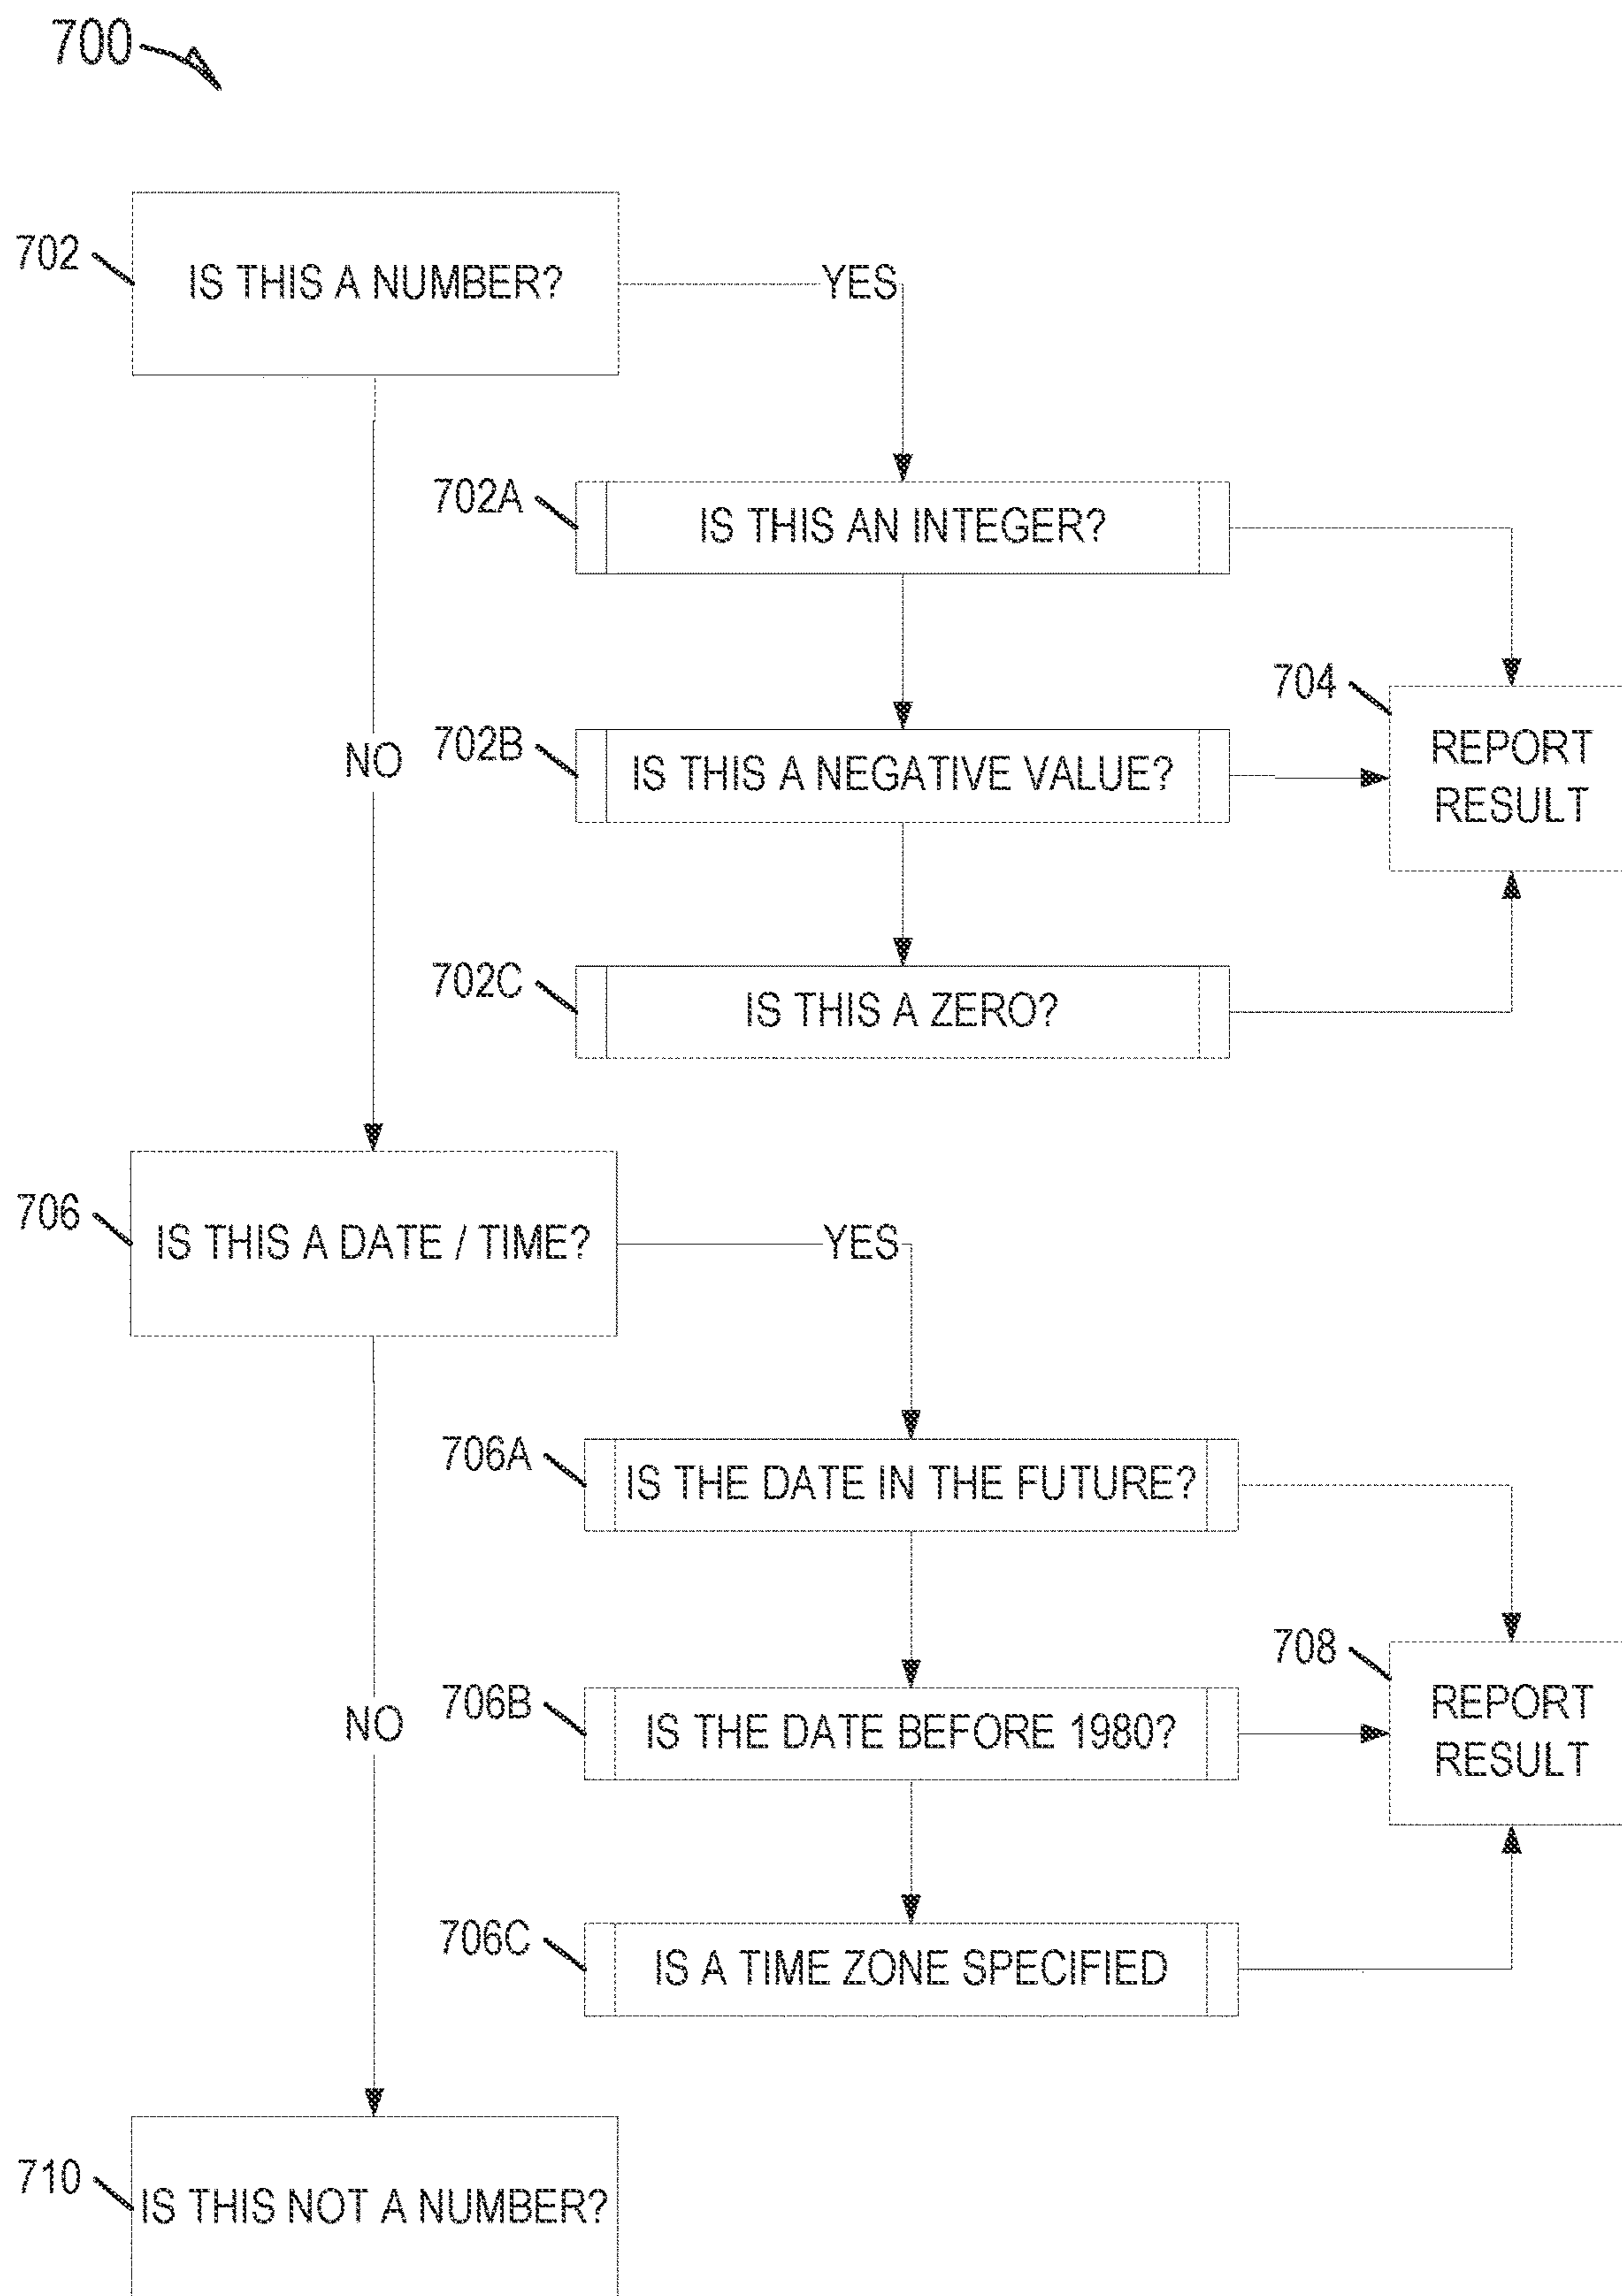 700
702
IS THIS A NUMBER?
YES
702A
IS THIS AN INTEGER?
704
REPORT
RESULT
NO
702B
IS THIS A NEGATIVE VALUE?
702C
IS THIS A ZERO?
706
IS THIS A DATE / TIME?
YES
706A
IS THE DATE IN THE FUTURE?
708
REPORT
RESULT
NO
706B
IS THE DATE BEFORE 1980?
706C
IS A TIME ZONE SPECIFIED
710
IS THIS NOT A NUMBER?